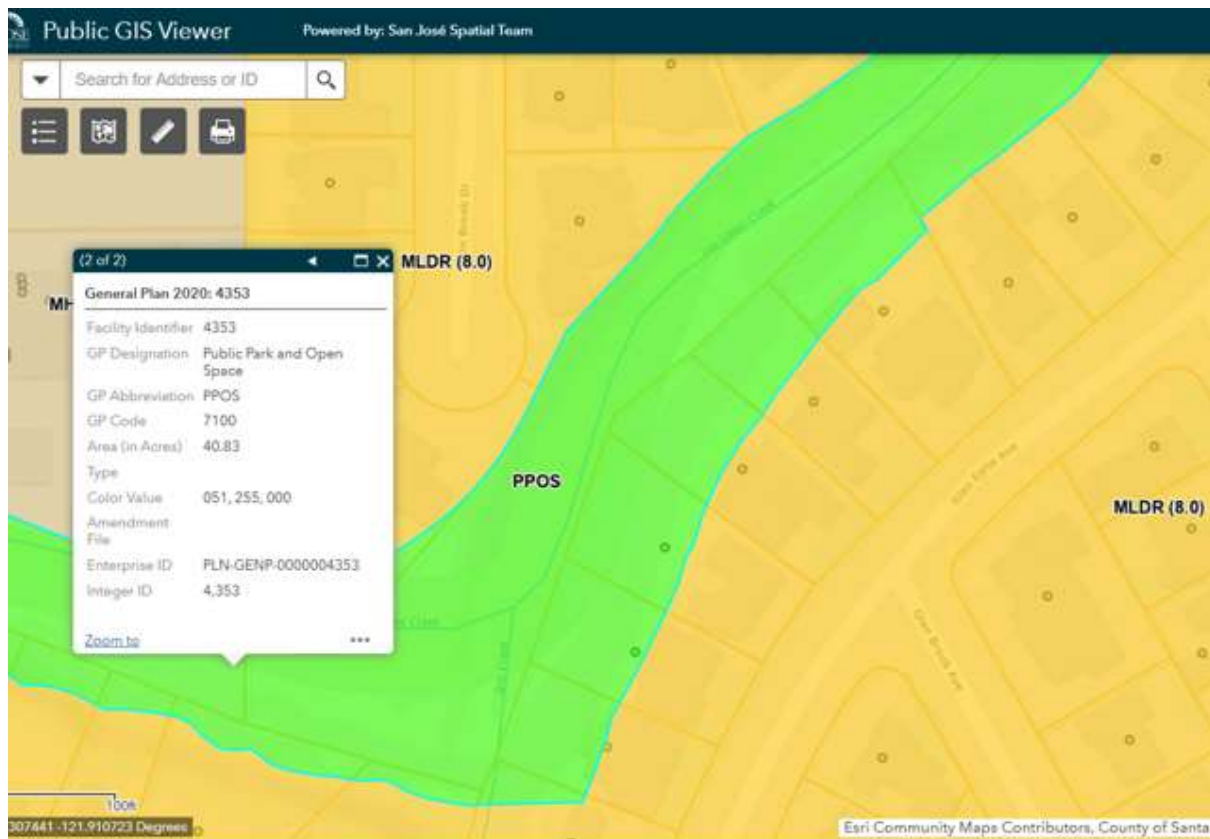 Public GIS Viewer
Powered by: San José Spatial Team
Search for Address or ID
MLDR (8.0)
MH
(2 of 2)
General Plan 2020: 4353
Facility Identifier 4353
GP Designation Public Park and Open
Space
GP Abbreviation PPOS
GP Code 7100
Area (in Acres) 40.83
Type
Color Value 051, 255, 000
Amendment
File
Enterprise ID PLN-GENP-0000004353
Integer ID 4,353
Zoom to
PPOS
MLDR (8.0)
Glen Brook Ave
100ft
307441 -121.910723 Degrees
Esri Community Maps Contributors, County of Santa